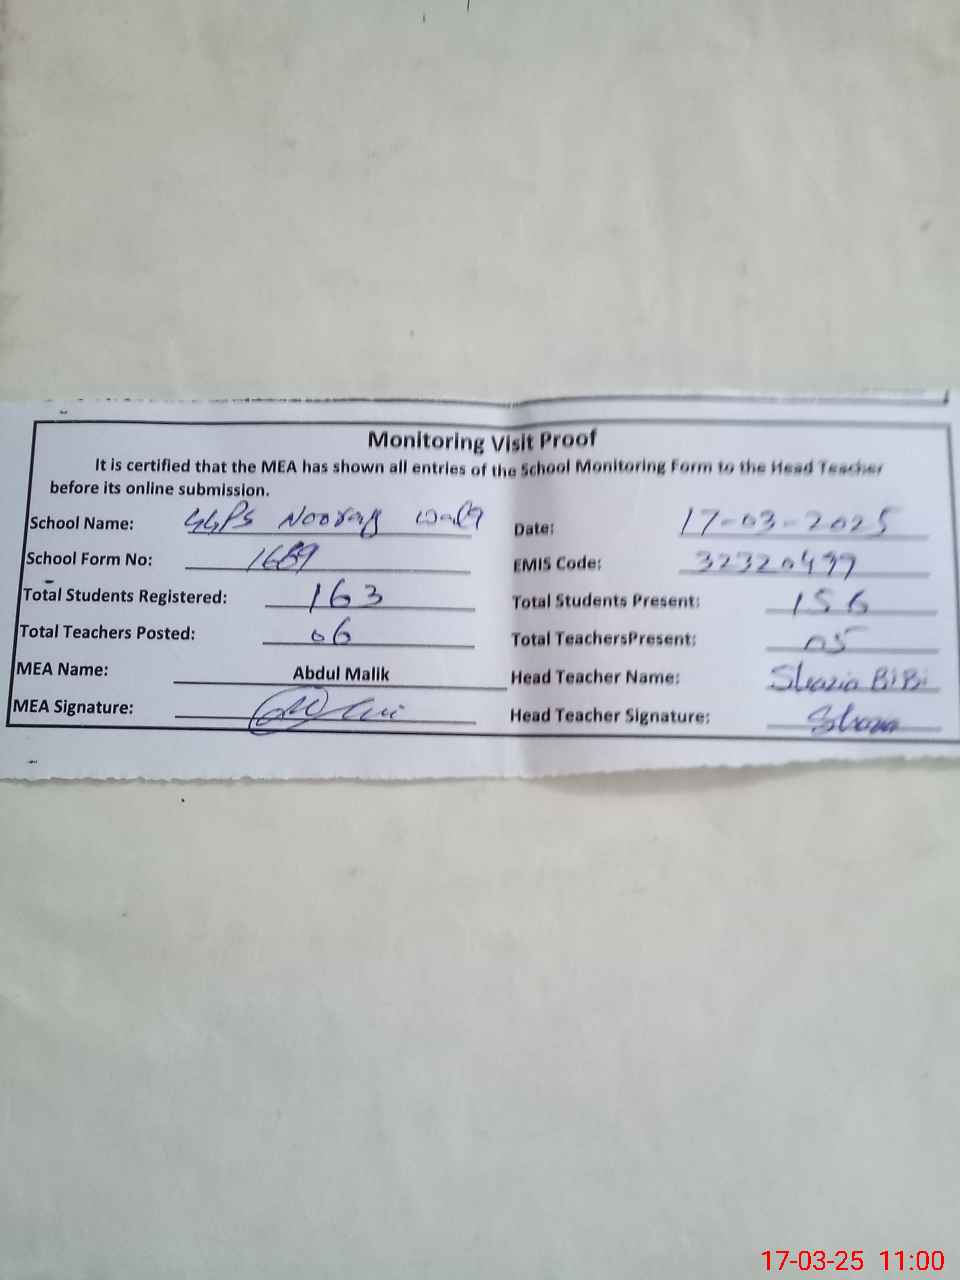 Monitoring Visit Proof
It is certified that the MEA has shown all entries of the School Monitoring Form to the Head Teacher
before its online submission.
School Name: GGPS Noorag Wali
Date: 17-03-2025
School Form No: 1689
EMIS Code: 32320499
Total Students Registered: 163
Total Students Present: 156
Total Teachers Posted: 06
Total TeachersPresent: 05
MEA Name: Abdul Malik
Head Teacher Name: Shazia BiBi
MEA Signature:
Head Teacher Signature: Shazia
17-03-25 11:00